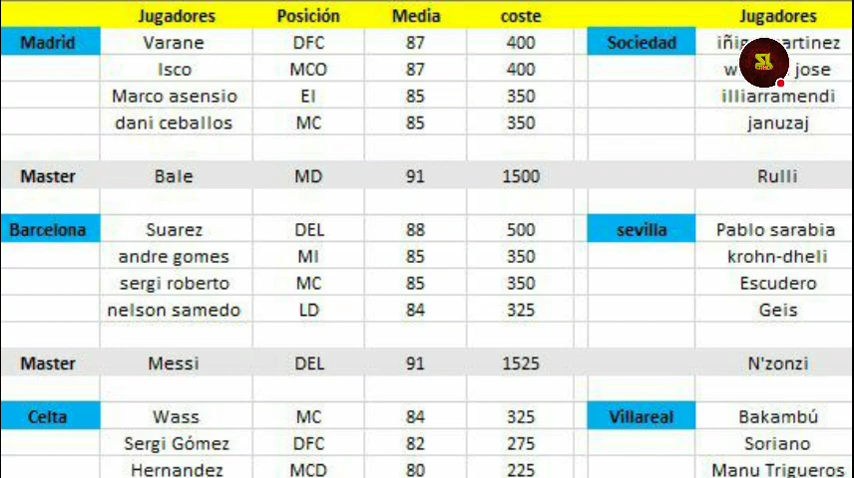 Jugadores Posición Media coste Jugadores
Madrid Varane DFC 87 400 Sociedad
Isco MCO 87 400 jose
Marco asensio EI 85 350 illiarramendi
dani ceballos MC 85 350 januzaj
Master Bale MD 91 1500 Rulli
Barcelona Suarez DEL 88 500 sevilla Pablo sarabia
andre gomes MI 85 350 krohn-dheli
sergi roberto MC 85 350 Escudero
nelson samedo LD 84 325 Geis
Master Messi DEL 91 1525 N'zonzi
Celta Wass MC 84 325 Villareal Bakambú
Sergi Gómez DFC 82 275 Soriano
Hernandez MCD 80 225 Manu Trigueros